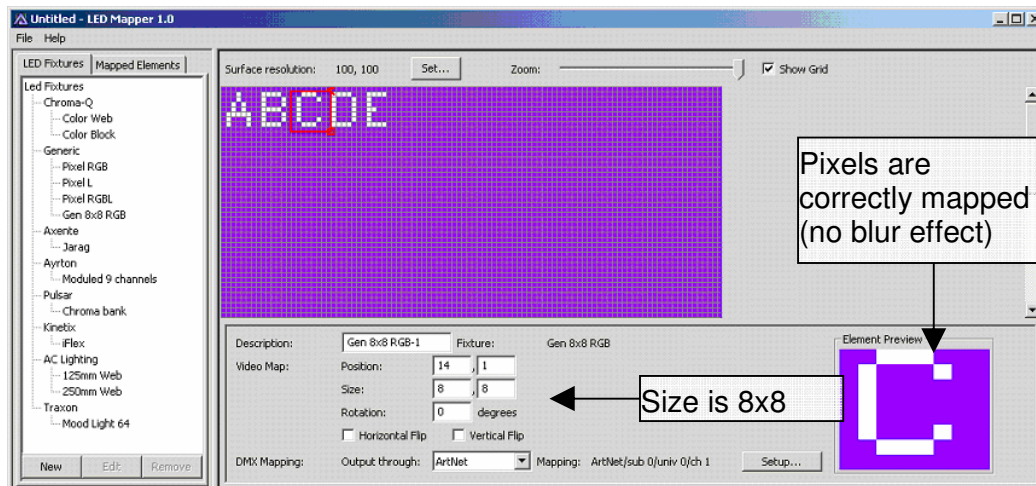 Untitled - LED Mapper 1.0
File Help
LED Fixtures Mapped Elements
Led Fixtures
Chroma-Q
Color Web
Color Block
Generic
Pixel RGB
Pixel L
Pixel RGBL
Gen 8x8 RGB
Axente
Jarag
Ayrton
Moduled 9 channels
Pulsar
Chroma bank
Kinetix
iFlex
AC Lighting
125mm Web
250mm Web
Traxon
Mood Light 64
New Edit Remove
Surface resolution: 100, 100 Set... Zoom: Show Grid
ABCDE
Pixels are
correctly mapped
(no blur effect)
Description: Gen 8x8 RGB-1 Fixture: Gen 8x8 RGB
Video Map: Position: 14 , 1
Size: 8 , 8
Rotation: 0 degrees
Horizontal Flip Vertical Flip
DMX Mapping: Output through: ArtNet Mapping: ArtNet/sub 0/univ 0/ch 1 Setup...
Size is 8x8
Element Preview
C